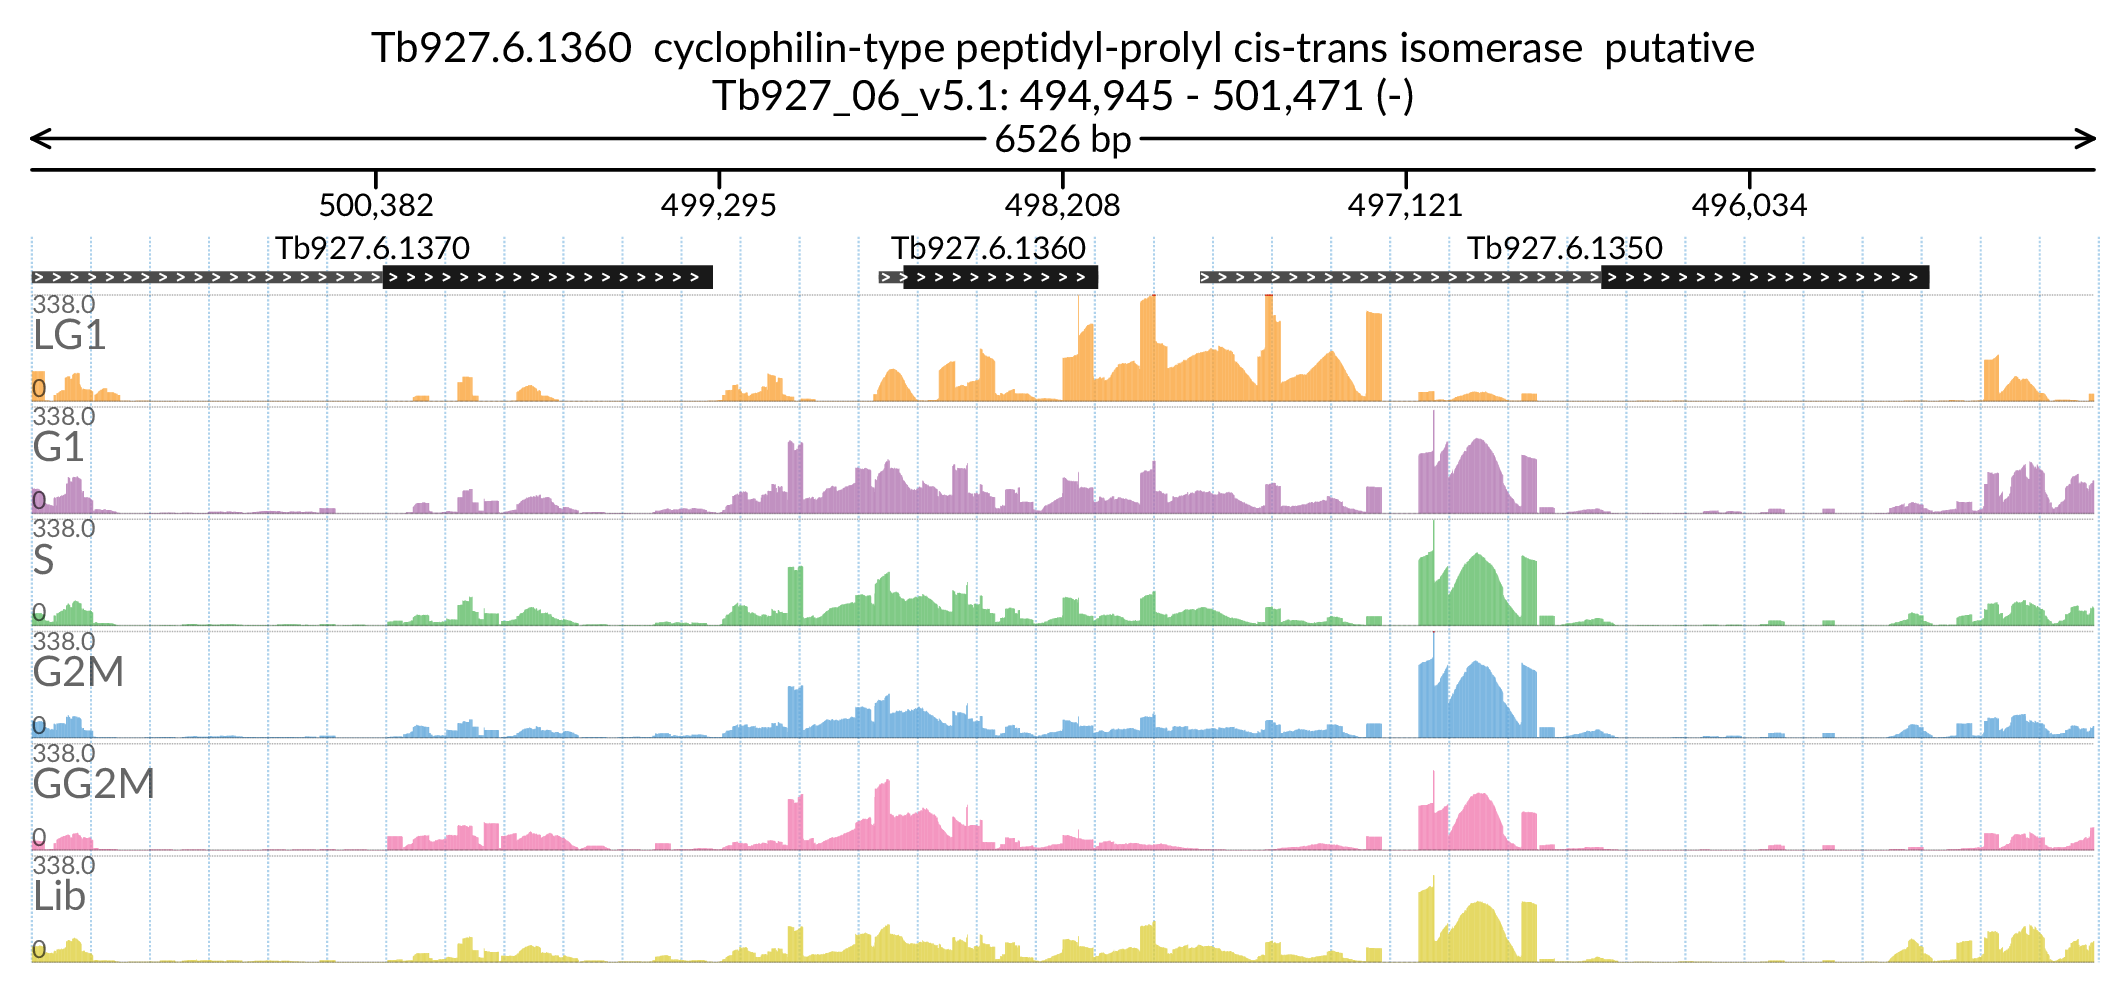 Tb927.6.1360  cyclophilin-type peptidyl-prolyl cis-trans isomerase  putative
Tb927_06_v5.1: 494,945 - 501,471 (-)
6526 bp
500,382 499,295 498,208 497,121 496,034
Tb927.6.1370 Tb927.6.1360 Tb927.6.1350
338.0
LG1
0
338.0
G1
0
338.0
S
0
338.0
G2M
0
338.0
GG2M
0
338.0
Lib
0